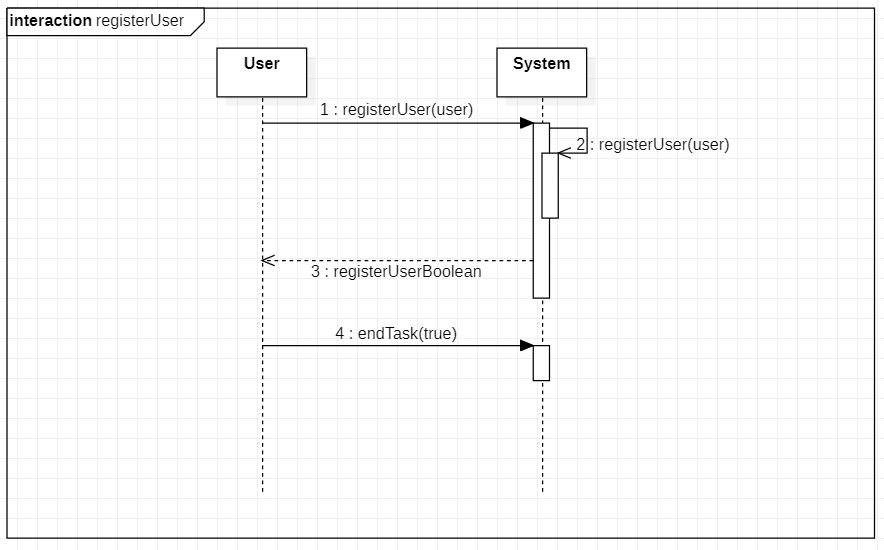 interaction registerUser
User
System
1 : registerUser(user)
2 : registerUser(user)
3 : registerUserBoolean
4 : endTask(true)